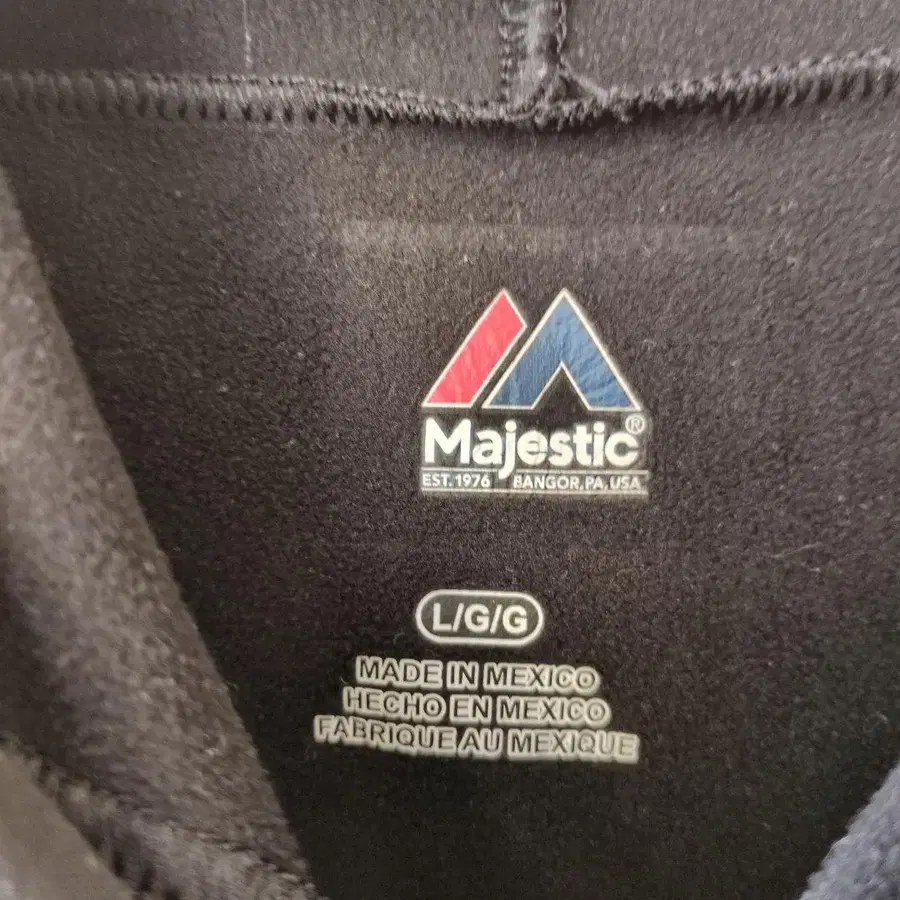 Majestic®
EST. 1976 BANGOR, PA, USA
L/G/G
MADE IN MEXICO
HECHO EN MEXICO
FABRIQUE AU MEXIQUE